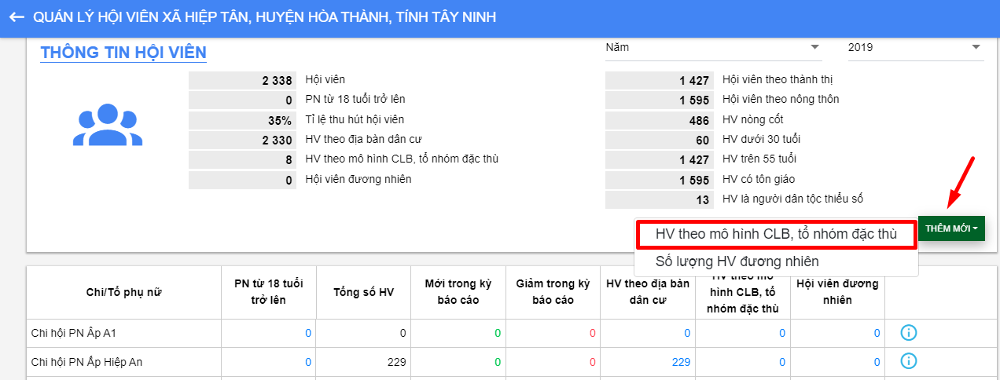 QUẢN LÝ HỘI VIÊN XÃ HIỆP TÂN, HUYỆN HÒA THÀNH, TỈNH TÂY NINH
THÔNG TIN HỘI VIÊN
Năm 2019
2 338 Hội viên
0 PN từ 18 tuổi trở lên
35% Tỉ lệ thu hút hội viên
2 330 HV theo địa bàn dân cư
8 HV theo mô hình CLB, tổ nhóm đặc thù
0 Hội viên đương nhiên
1 427 Hội viên theo thành thị
1 595 Hội viên theo nông thôn
486 HV nòng cốt
60 HV dưới 30 tuổi
1 427 HV trên 55 tuổi
1 595 HV có tôn giáo
13 HV là người dân tộc thiểu số
THÊM MỚI
HV theo mô hình CLB, tổ nhóm đặc thù
Số lượng HV đương nhiên
Chi/Tổ phụ nữ
PN từ 18 tuổi
trở lên
Tổng số HV
Mới trong kỳ
báo cáo
Giảm trong kỳ
báo cáo
HV theo địa bàn
dân cư
HV theo mô
hình CLB, tổ
nhóm đặc thù
Hội viên đương
nhiên
Chi hội PN Ấp A1 0 0 0 0 0 0 0
Chi hội PN Ấp Hiệp An 0 229 0 0 229 0 0